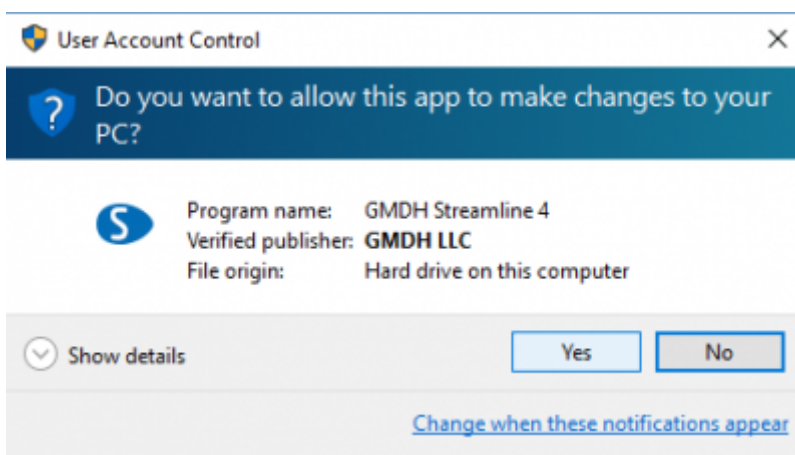 User Account Control
Do you want to allow this app to make changes to your
PC?
S
Program name: GMDH Streamline 4
Verified publisher: GMDH LLC
File origin: Hard drive on this computer
Show details
Yes No
Change when these notifications appear